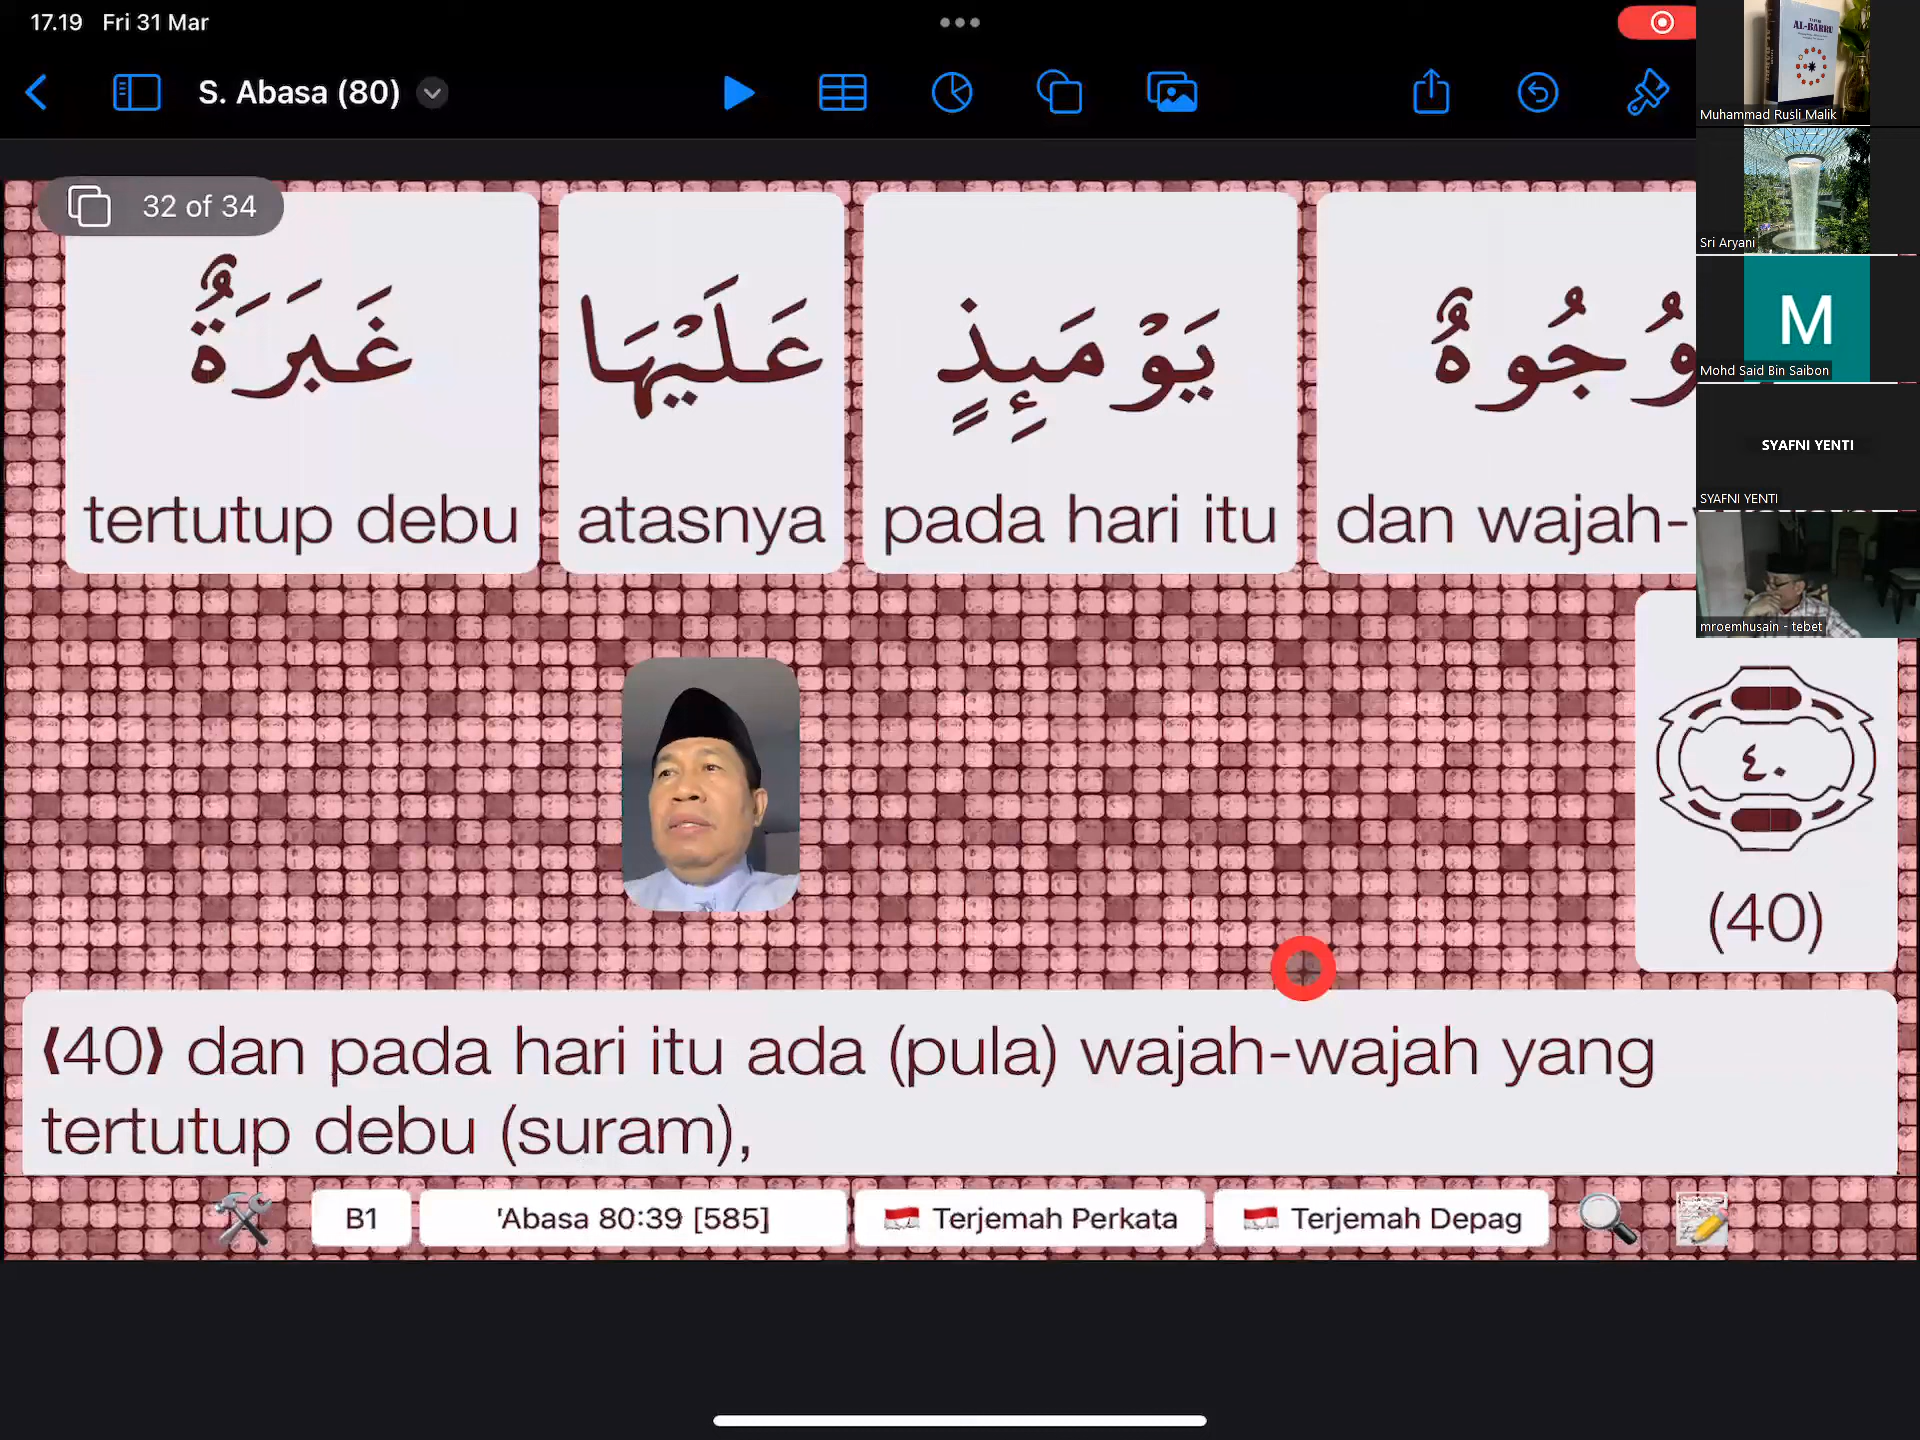 17.19 Fri 31 Mar
S. Abasa (80)
32 of 34
وُجُوهٌ يَوْمَئِذٍ عَلَيْهَا غَبَرَةٌ
tertutup debu atasnya pada hari itu dan wajah-
٤٠
(40)
(40) dan pada hari itu ada (pula) wajah-wajah yang
tertutup debu (suram),
B1 'Abasa 80:39 [585] Terjemah Perkata Terjemah Depag
AL-BARRU
Muhammad Rusli Malik
Sri Aryani
M
Mohd Said Bin Saibon
SYAFNI YENTI
SYAFNI YENTI
mroemhusain - tebet